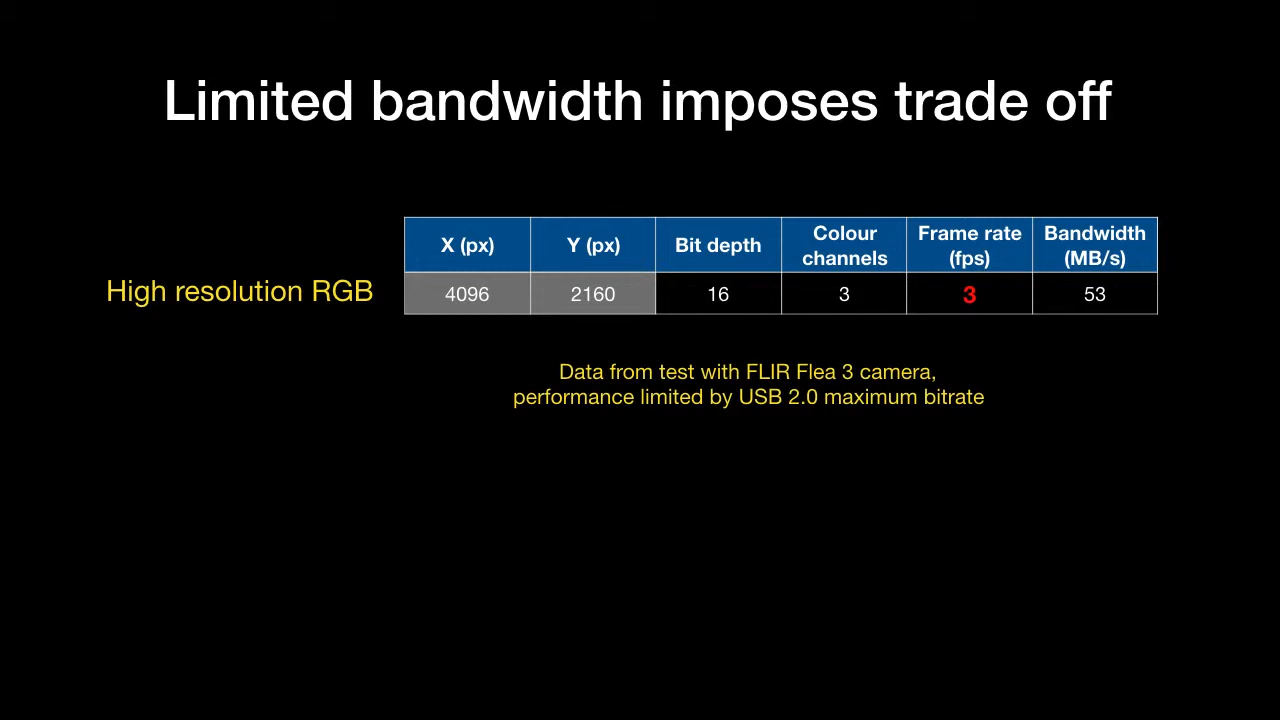 Limited bandwidth imposes trade off
X (px) Y (px) Bit depth Colour channels Frame rate (fps) Bandwidth (MB/s)
High resolution RGB 4096 2160 16 3 3 53
Data from test with FLIR Flea 3 camera,
performance limited by USB 2.0 maximum bitrate